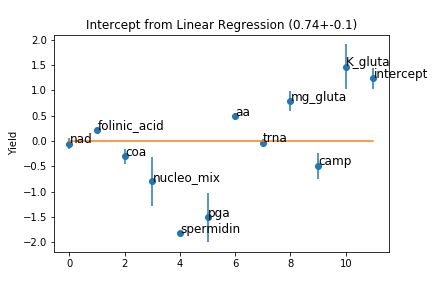 Intercept from Linear Regression (0.74+-0.1)
2.0
1.5
1.0
0.5
0.0
−0.5
−1.0
−1.5
−2.0
Yield
nad
folinic_acid
coa
nucleo_mix
spermidin
pga
aa
trna
mg_gluta
camp
K_gluta
intercept
0 2 4 6 8 10